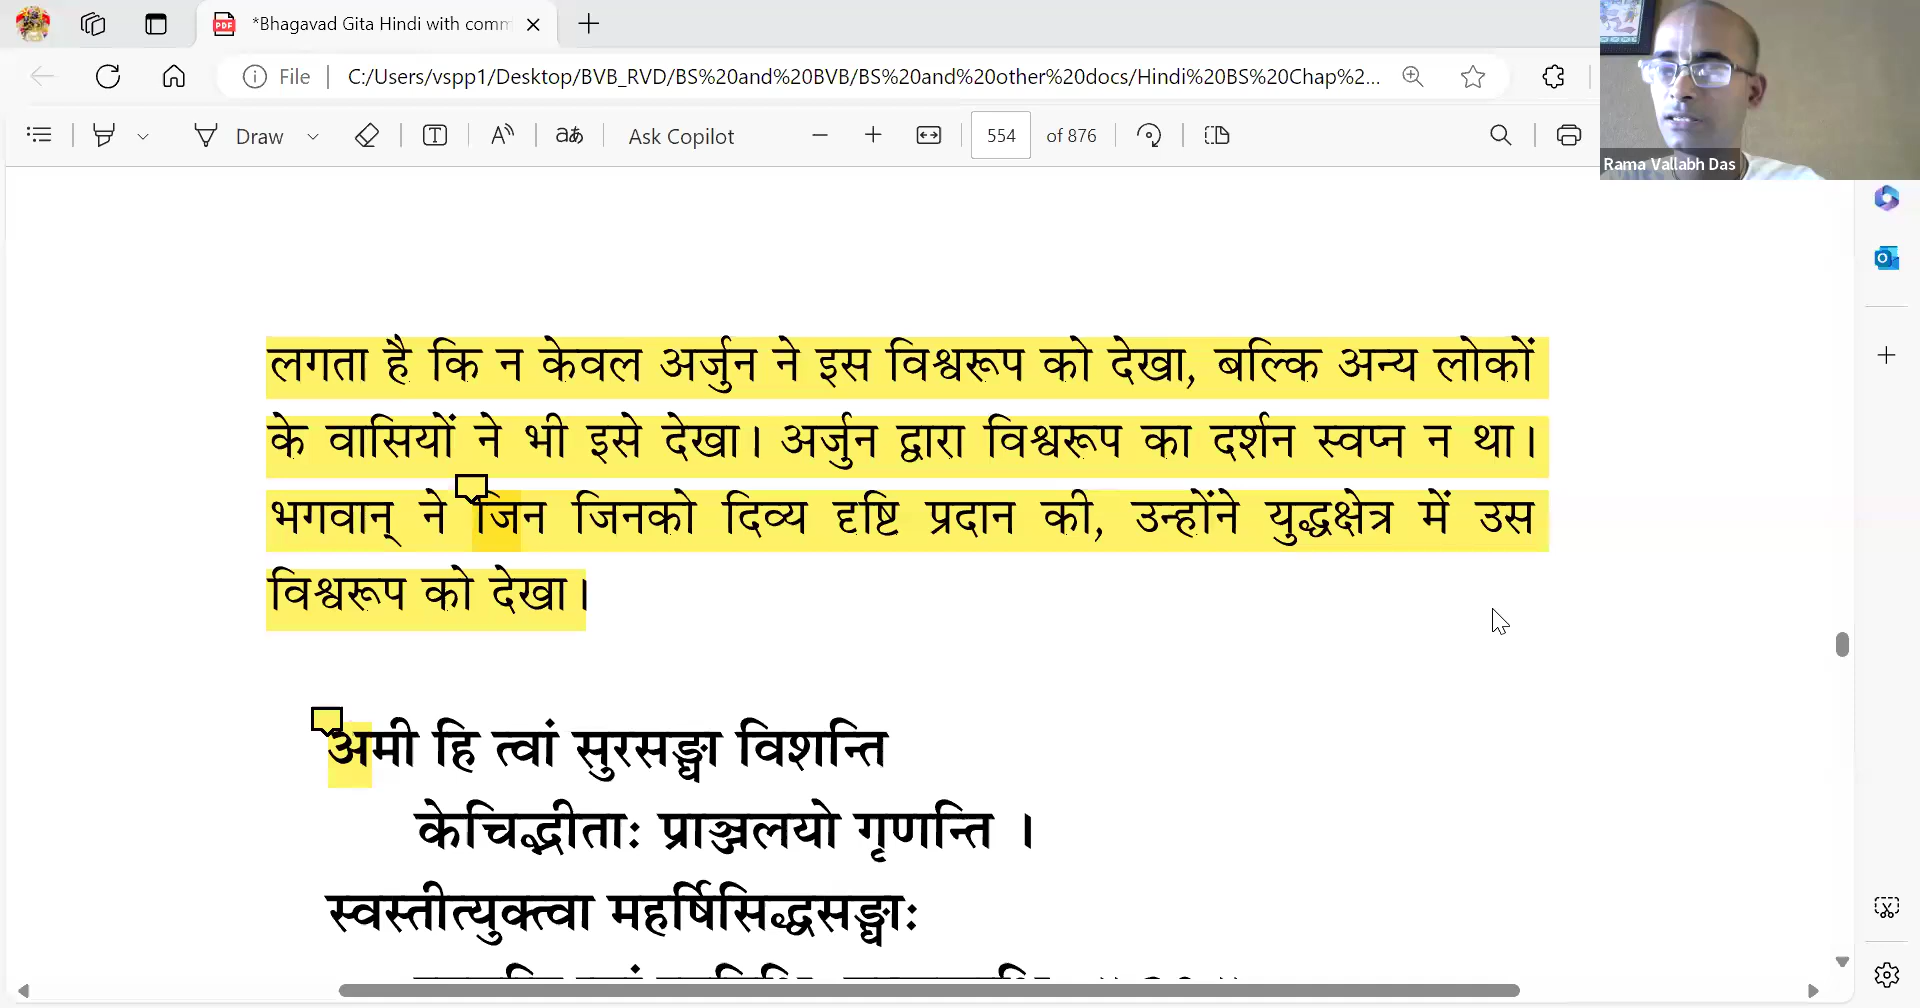 *Bhagavad Gita Hindi with comm
File
C:/Users/vspp1/Desktop/BVB_RVD/BS%20and%20BVB/BS%20and%20other%20docs/Hindi%20BS%20Chap%2...
Draw
Ask Copilot
554 of 876
Rama Vallabh Das
लगता है कि न केवल अर्जुन ने इस विश्वरूप को देखा, बल्कि अन्य लोकों
के वासियों ने भी इसे देखा। अर्जुन द्वारा विश्वरूप का दर्शन स्वप्न न था।
भगवान् ने जिन जिनको दिव्य दृष्टि प्रदान की, उन्होंने युद्धक्षेत्र में उस
विश्वरूप को देखा।
अमी हि त्वां सुरसङ्घा विशन्ति
केचिद्भीताः प्राञ्जलयो गृणन्ति ।
स्वस्तीत्युक्त्वा महर्षिसिद्धसङ्घाः